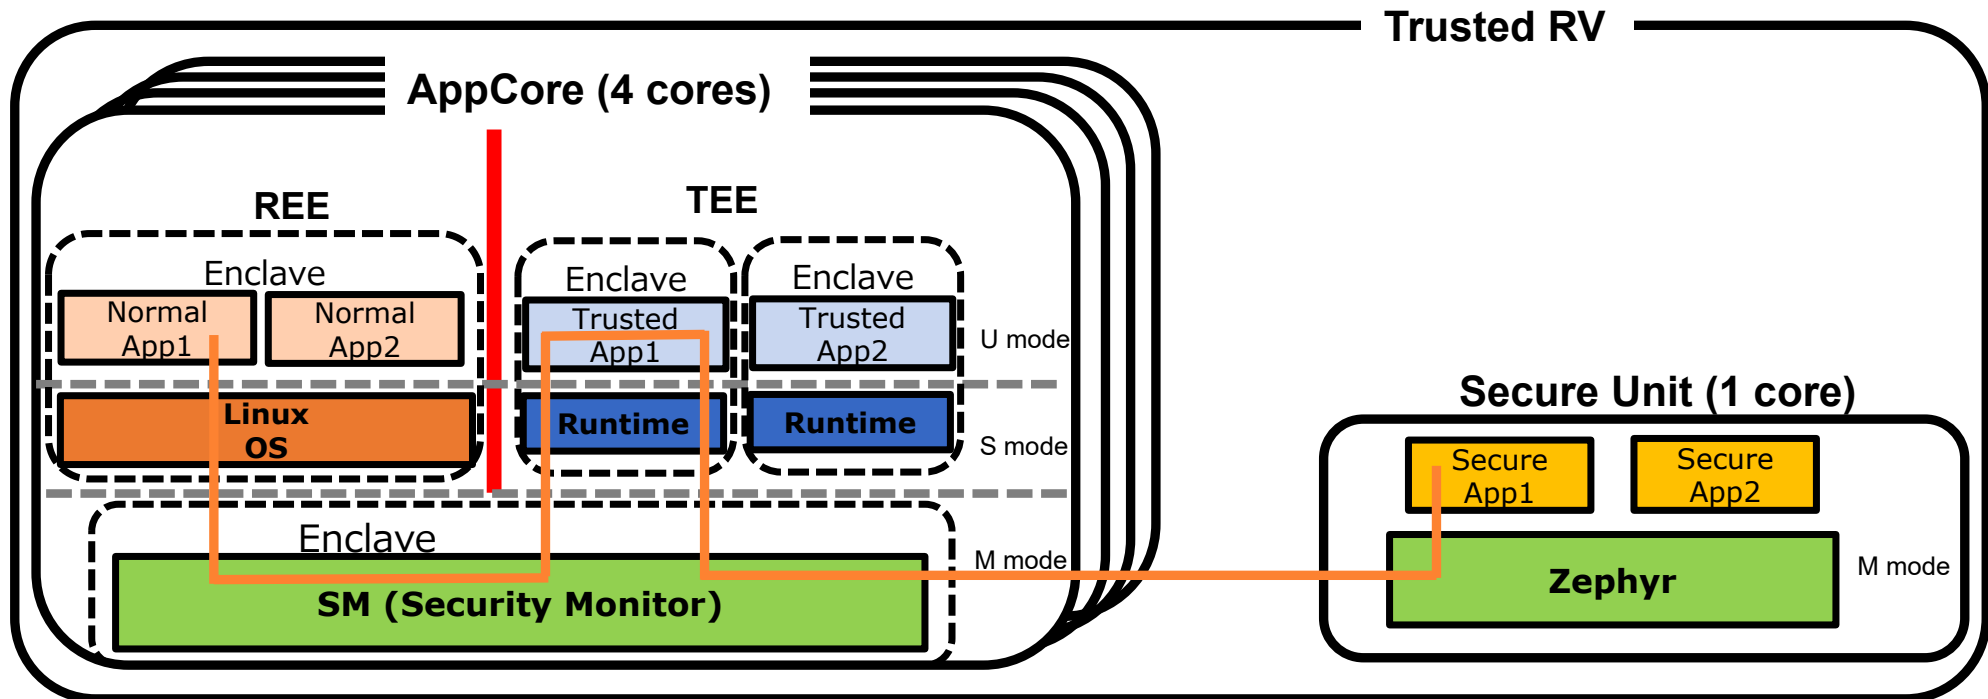 Trusted RV
AppCore (4 cores)
REE
TEE
Enclave
Normal
App1
Normal
App2
Linux
OS
Enclave
Trusted
App1
Runtime
Enclave
Trusted
App2
Runtime
U mode
S mode
Enclave
SM (Security Monitor)
M mode
Secure Unit (1 core)
Secure
App1
Secure
App2
Zephyr
M mode